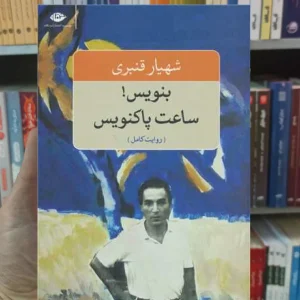 شهیار قنبری
بنویس!
ساعت پاکنویس
(روایت کامل)